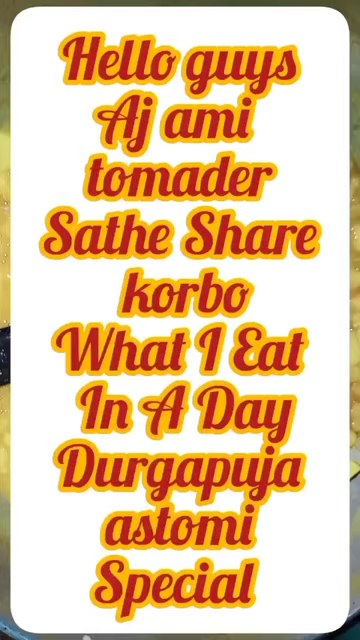 Hello guys
Aj ami
tomader
Sathe Share
korbo
What I Eat
In A Day
Durgapuja
astomi
Special